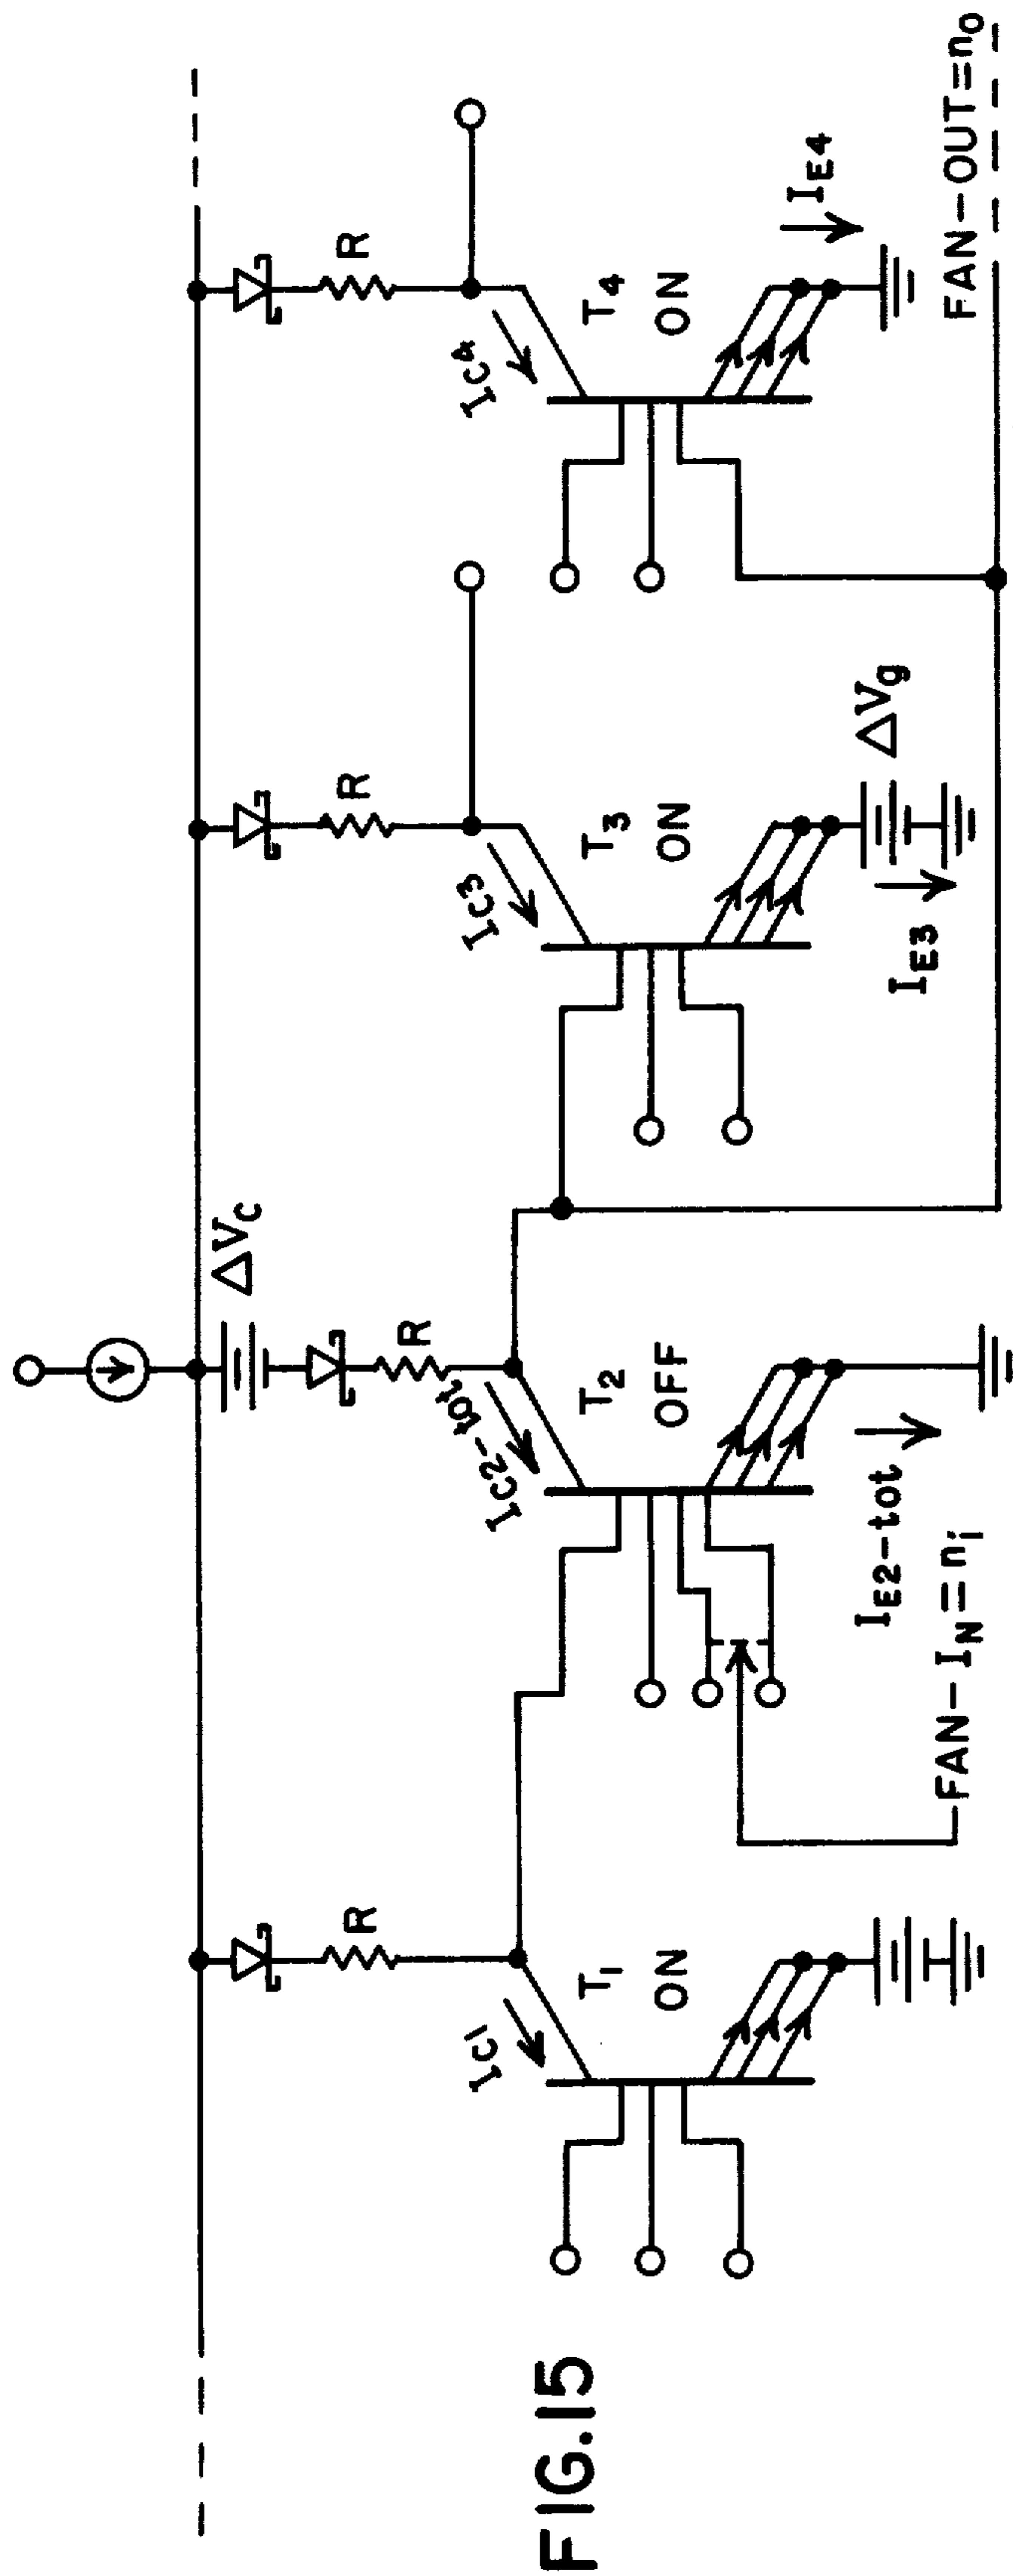 ΔVC
R
R
R
R
IC1
IC2-tot
IC3
IC4
T1
ON
T2
OFF
T3
ON
T4
ON
IE2-tot
IE3
ΔVg
IE4
FAN-IN=ni
FAN-OUT=no
FIG.15